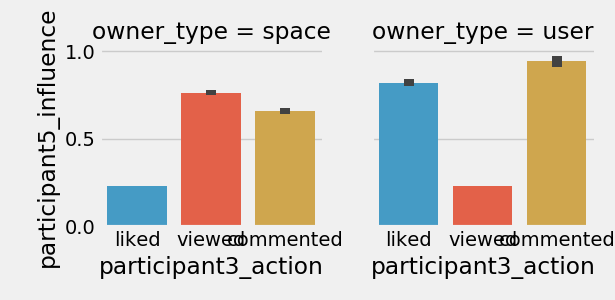 owner_type = space owner_type = user
participant5_influence
1.0
0.5
0.0
liked viewed commented liked viewed commented
participant3_action participant3_action